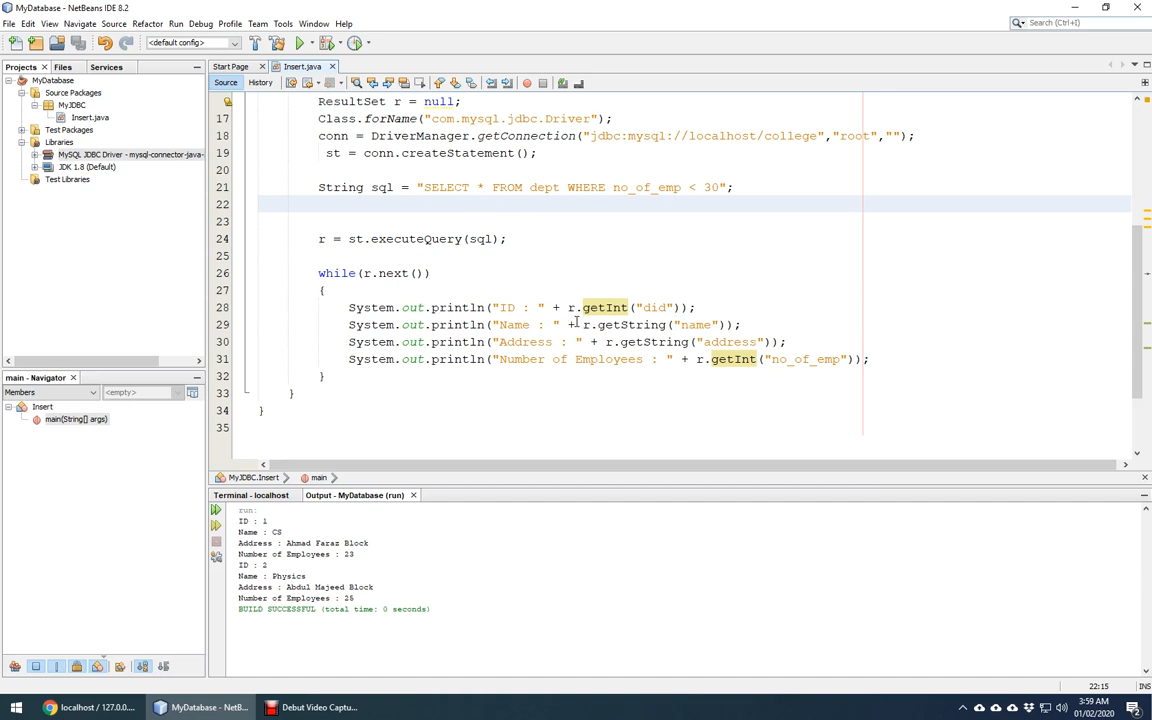 MyDatabase - NetBeans IDE 8.2
File Edit View Navigate Source Refactor Run Debug Profile Team Tools Window Help
Search (Ctrl+I)
<default config>
Projects Files Services
Start Page Insert.java
MyDatabase
Source Packages
MyJDBC
Insert.java
Test Packages
Libraries
MySQL JDBC Driver - mysql-connector-java-
JDK 1.8 (Default)
Test Libraries
Source History
ResultSet r = null;
17 Class.forName("com.mysql.jdbc.Driver");
18 conn = DriverManager.getConnection("jdbc:mysql://localhost/college","root","");
19 st = conn.createStatement();
20
21 String sql = "SELECT * FROM dept WHERE no_of_emp < 30";
22
23
24 r = st.executeQuery(sql);
25
26 while(r.next())
27 {
28 System.out.println("ID : " + r.getInt("did"));
29 System.out.println("Name : " + r.getString("name"));
30 System.out.println("Address : " + r.getString("address"));
31 System.out.println("Number of Employees : " + r.getInt("no_of_emp"));
32 }
33 }
34 }
35
main - Navigator
Members <empty>
Insert
main(String[] args)
MyJDBC.Insert main
Terminal - localhost Output - MyDatabase (run)
run:
ID : 1
Name : CS
Address : Ahmad Faraz Block
Number of Employees : 23
ID : 2
Name : Physics
Address : Abdul Majeed Block
Number of Employees : 25
BUILD SUCCESSFUL (total time: 0 seconds)
22:15 INS
localhost / 127.0.0.... MyDatabase - NetB... Debut Video Captu...
3:59 AM
01/02/2020
2